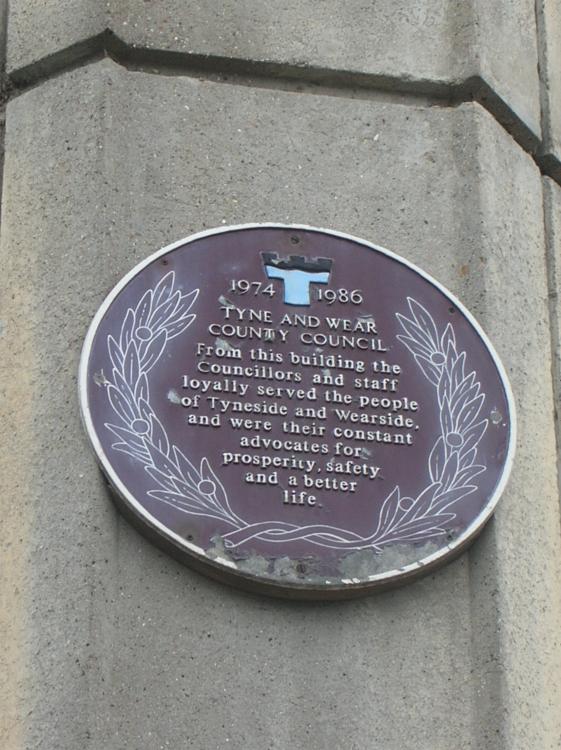 1974 1986
TYNE AND WEAR
COUNTY COUNCIL
From this building the
Councillors and staff
loyally served the people
of Tyneside and Wearside,
and were their constant
advocates for
prosperity, safety
and a better
life.